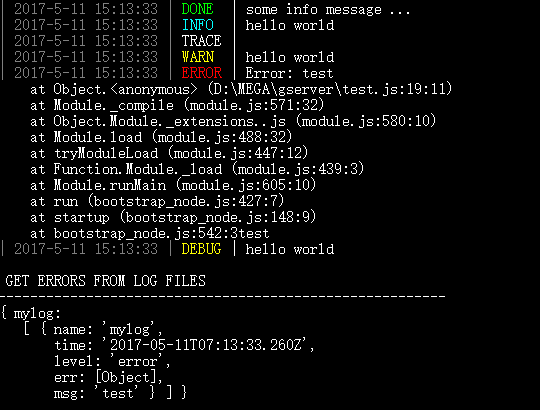 | 2017-5-11 15:13:33 | DONE | some info message ...
| 2017-5-11 15:13:33 | INFO | hello world
| 2017-5-11 15:13:33 | TRACE |
| 2017-5-11 15:13:33 | WARN | hello world
| 2017-5-11 15:13:33 | ERROR | Error: test
at Object.<anonymous> (D:\MEGA\gserver\test.js:19:11)
at Module._compile (module.js:571:32)
at Object.Module._extensions..js (module.js:580:10)
at Module.load (module.js:488:32)
at tryModuleLoad (module.js:447:12)
at Function.Module._load (module.js:439:3)
at Module.runMain (module.js:605:10)
at run (bootstrap_node.js:427:7)
at startup (bootstrap_node.js:148:9)
at bootstrap_node.js:542:3test
| 2017-5-11 15:13:33 | DEBUG | hello world
GET ERRORS FROM LOG FILES
--------------------------------------------------------
{ mylog:
[ { name: 'mylog',
time: '2017-05-11T07:13:33.260Z',
level: 'error',
err: [Object],
msg: 'test' } ] }